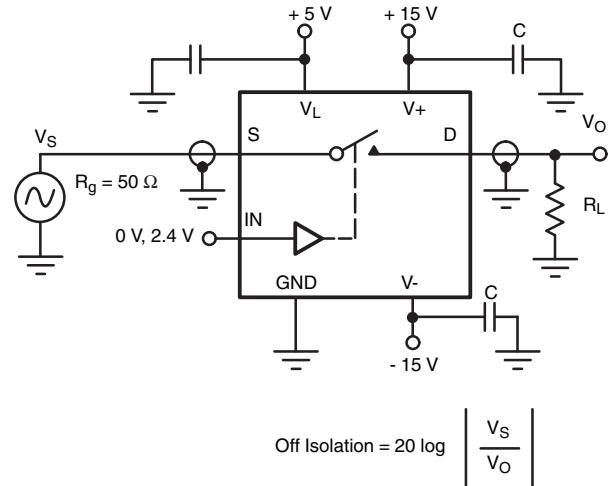 + 5 V
+ 15 V
C
V_L
V+
V_O
V_S
S
D
R_g = 50 Ω
R_L
IN
0 V, 2.4 V
GND
V-
C
- 15 V
Off Isolation = 20 log | V_S / V_O |